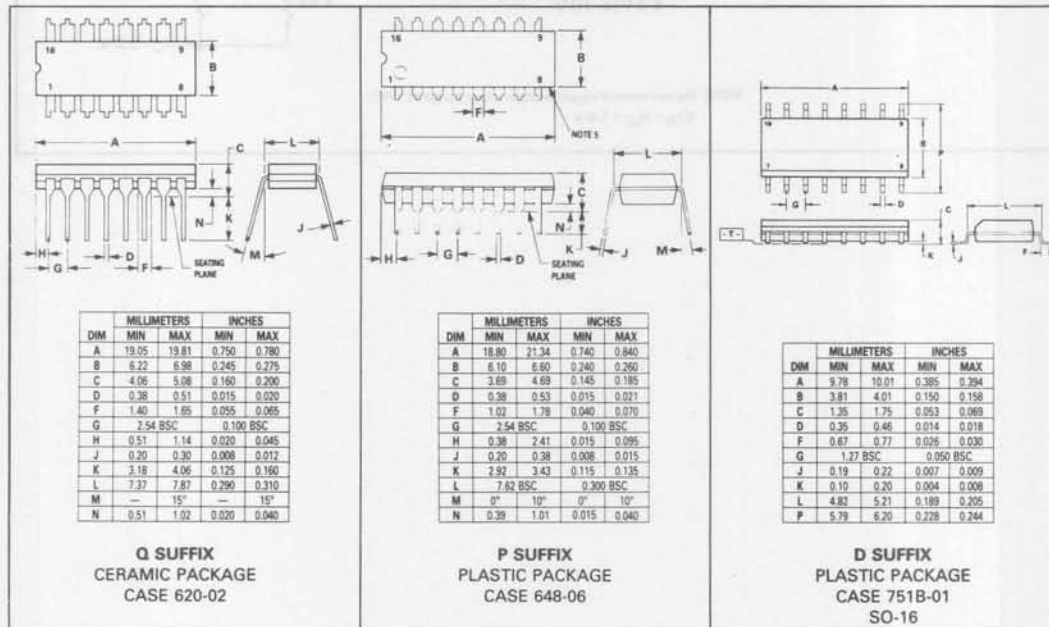 16 9
B
1 8
A
C
L
N
K
J
M
H
D
G
F
SEATING
PLANE
MILLIMETERS INCHES
DIM MIN MAX MIN MAX
A 19.05 19.81 0.750 0.780
B 6.22 6.98 0.245 0.275
C 4.06 5.08 0.160 0.200
D 0.38 0.51 0.015 0.020
F 1.40 1.65 0.055 0.065
G 2.54 BSC 0.100 BSC
H 0.51 1.14 0.020 0.045
J 0.20 0.30 0.008 0.012
K 3.18 4.06 0.125 0.160
L 7.37 7.87 0.290 0.310
M — 15° — 15°
N 0.51 1.02 0.020 0.040
Q SUFFIX
CERAMIC PACKAGE
CASE 620-02
16 9
B
1 8
F
A
NOTE 5
L
C
N
K
H
G
D
J
M
SEATING
PLANE
MILLIMETERS INCHES
DIM MIN MAX MIN MAX
A 18.80 21.34 0.740 0.840
B 6.10 6.60 0.240 0.260
C 3.69 4.69 0.145 0.185
D 0.38 0.53 0.015 0.021
F 1.02 1.78 0.040 0.070
G 2.54 BSC 0.100 BSC
H 0.38 2.41 0.015 0.095
J 0.20 0.38 0.008 0.015
K 2.92 3.43 0.115 0.135
L 7.62 BSC 0.300 BSC
M 0° 10° 0° 10°
N 0.39 1.01 0.015 0.040
P SUFFIX
PLASTIC PACKAGE
CASE 648-06
A
16 9
B
P
1 8
G
D
C
L
-T-
K
J
F
MILLIMETERS INCHES
DIM MIN MAX MIN MAX
A 9.78 10.01 0.385 0.394
B 3.81 4.01 0.150 0.158
C 1.35 1.75 0.053 0.069
D 0.35 0.46 0.014 0.018
F 0.67 0.77 0.026 0.030
G 1.27 BSC 0.050 BSC
J 0.19 0.22 0.007 0.009
K 0.10 0.20 0.004 0.008
L 4.82 5.21 0.189 0.205
P 5.79 6.20 0.228 0.244
D SUFFIX
PLASTIC PACKAGE
CASE 751B-01
SO-16